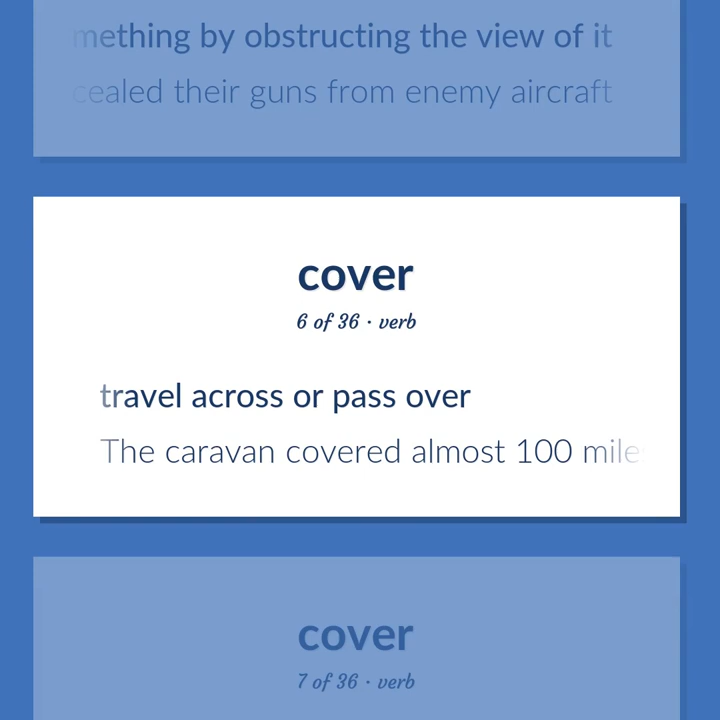 mething by obstructing the view of it
cealed their guns from enemy aircraft
cover
6 of 36 · verb
travel across or pass over
The caravan covered almost 100 mile
cover
7 of 36 · verb